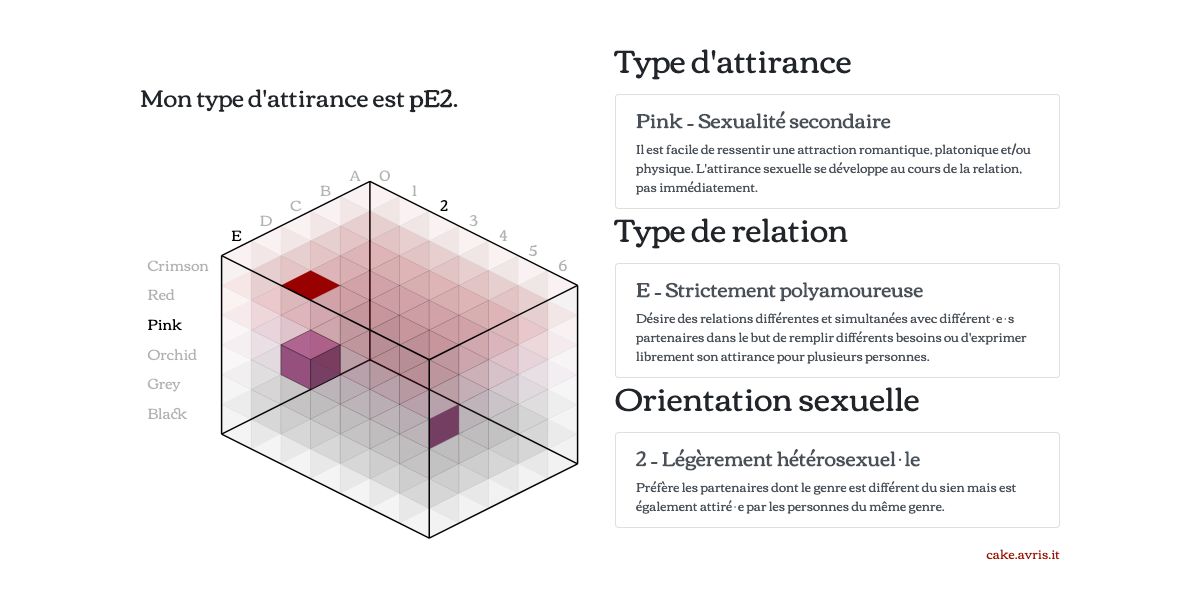 Mon type d'attirance est pE2.
A O
B 1
C 2
D 3
E 4
5
6
Crimson
Red
Pink
Orchid
Grey
Black
Type d'attirance
Pink - Sexualité secondaire
Il est facile de ressentir une attraction romantique, platonique et/ou
physique. L'attirance sexuelle se développe au cours de la relation,
pas immédiatement.
Type de relation
E - Strictement polyamoureuse
Désire des relations différentes et simultanées avec différent·e·s
partenaires dans le but de remplir différents besoins ou d'exprimer
librement son attirance pour plusieurs personnes.
Orientation sexuelle
2 - Légèrement hétérosexuel·le
Préfère les partenaires dont le genre est différent du sien mais est
également attiré·e par les personnes du même genre.
cake.avris.it